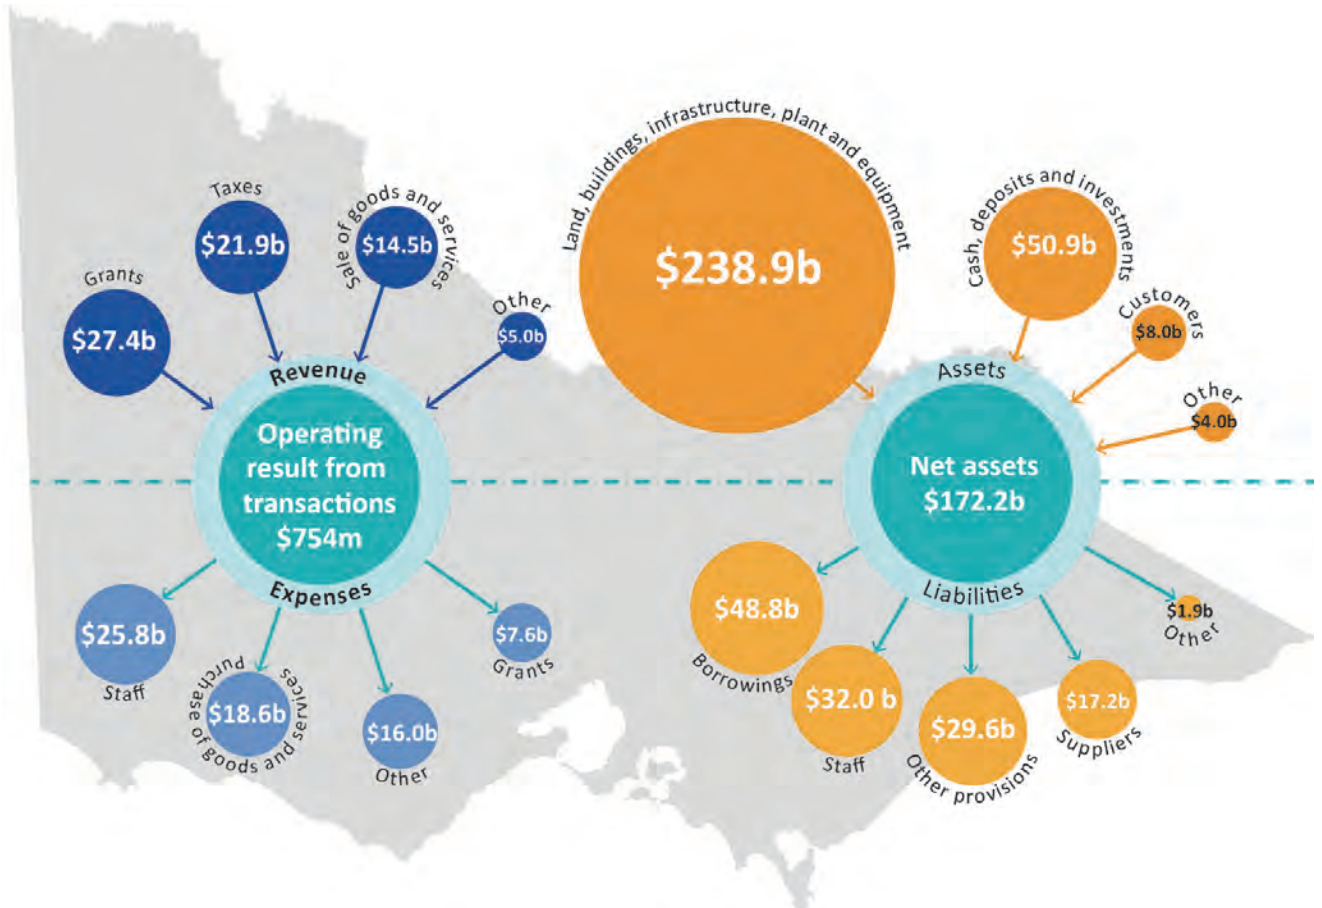 Grants
$27.4b
Taxes
$21.9b
Sale of goods and services
$14.5b
Other
$5.0b
Revenue
Operating
result from
transactions
$754m
Expenses
Staff
$25.8b
Purchase of goods and services
$18.6b
$16.0b
Other
$7.6b
Grants
Land, buildings, infrastructure, plant and equipment
$238.9b
Cash, deposits and investments
$50.9b
Customers
$8.0b
Other
$4.0b
Assets
Net assets
$172.2b
Liabilities
$48.8b
Borrowings
$32.0 b
Staff
$29.6b
Other provisions
$17.2b
Suppliers
$1.9b
Other